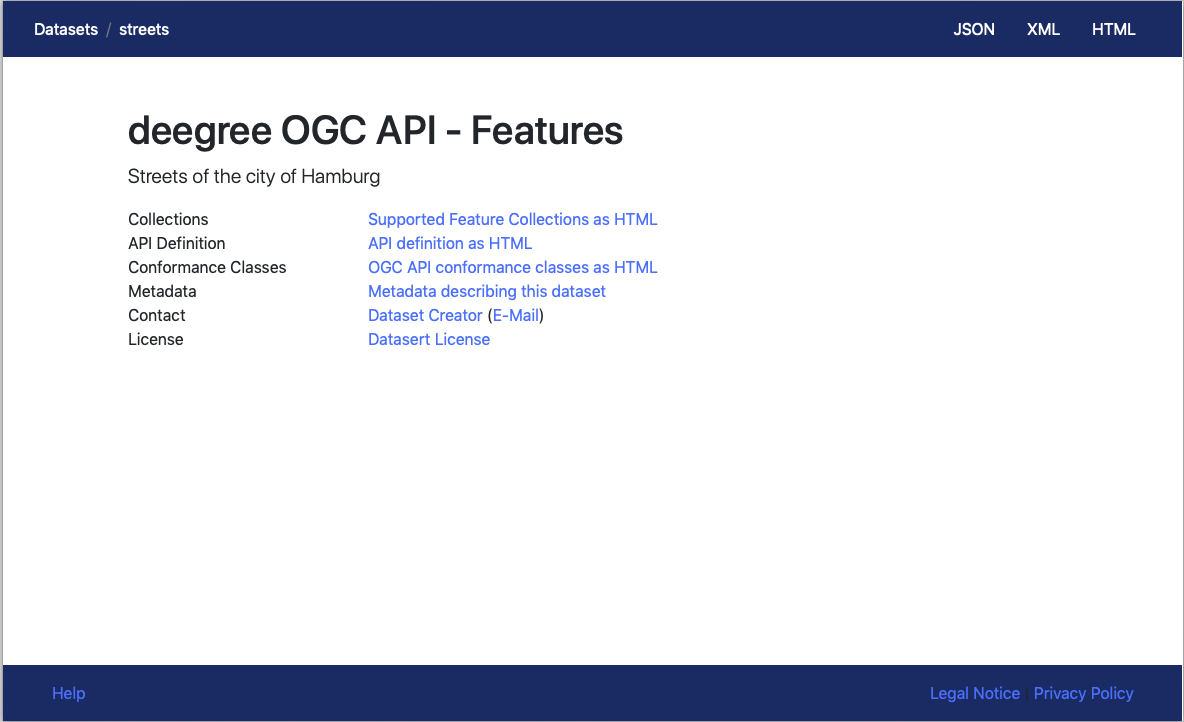 Datasets / streets JSON XML HTML
deegree OGC API - Features
Streets of the city of Hamburg
Collections Supported Feature Collections as HTML
API Definition API definition as HTML
Conformance Classes OGC API conformance classes as HTML
Metadata Metadata describing this dataset
Contact Dataset Creator (E-Mail)
License Datasert License
Help Legal Notice | Privacy Policy